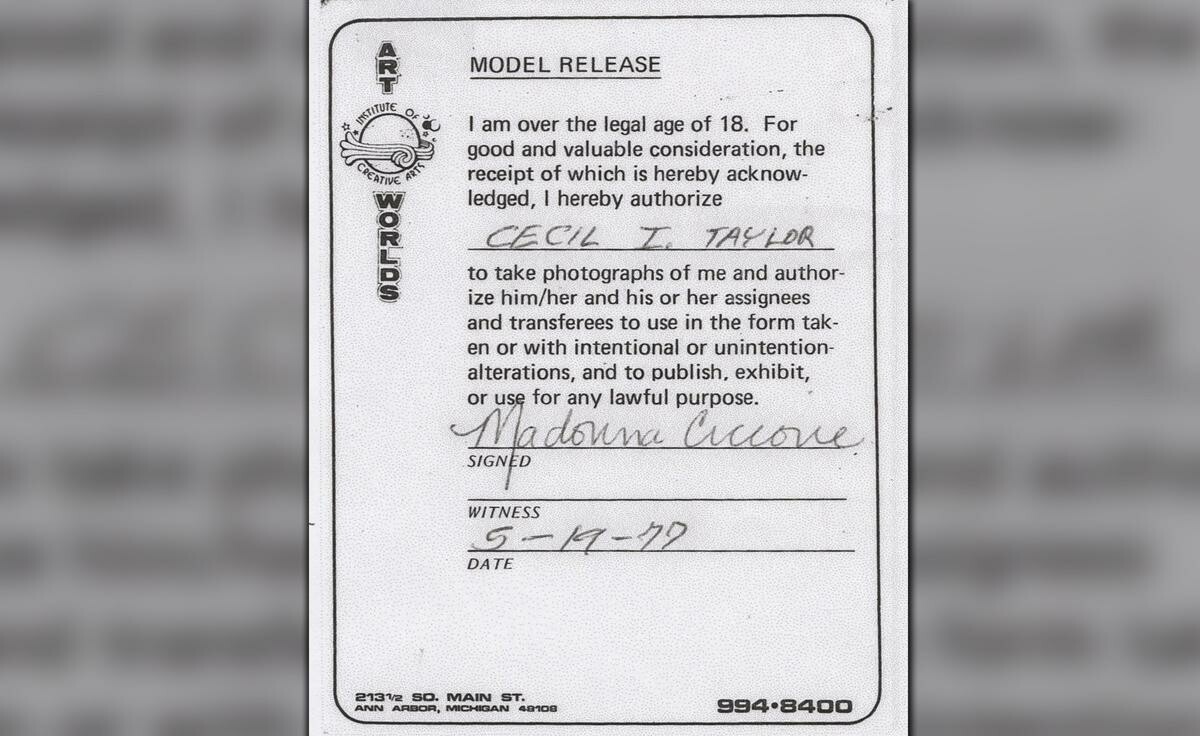 ART
INSTITUTE OF
CREATIVE ARTS
WORLDS
MODEL RELEASE
I am over the legal age of 18. For
good and valuable consideration, the
receipt of which is hereby acknow-
ledged, I hereby authorize
CECIL I. TAYLOR
to take photographs of me and author-
ize him/her and his or her assignees
and transferees to use in the form tak-
en or with intentional or unintention-
alterations, and to publish, exhibit,
or use for any lawful purpose.
Madonna Ciccone
SIGNED
WITNESS
5-19-77
DATE
213½ SO. MAIN ST.
ANN ARBOR, MICHIGAN 48108
994•8400